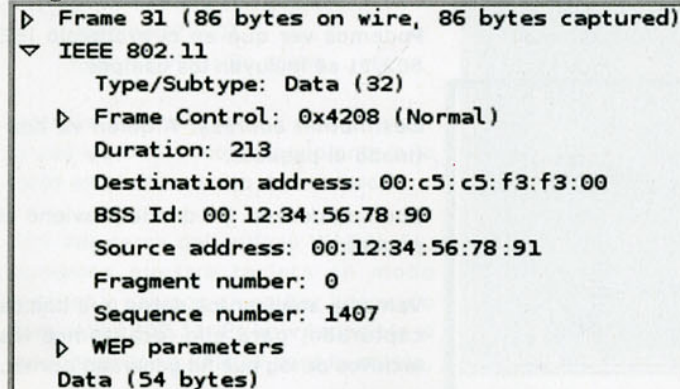 Frame 31 (86 bytes on wire, 86 bytes captured)
IEEE 802.11
Type/Subtype: Data (32)
Frame Control: 0x4208 (Normal)
Duration: 213
Destination address: 00:c5:c5:f3:f3:00
BSS Id: 00:12:34:56:78:90
Source address: 00:12:34:56:78:91
Fragment number: 0
Sequence number: 1407
WEP parameters
Data (54 bytes)